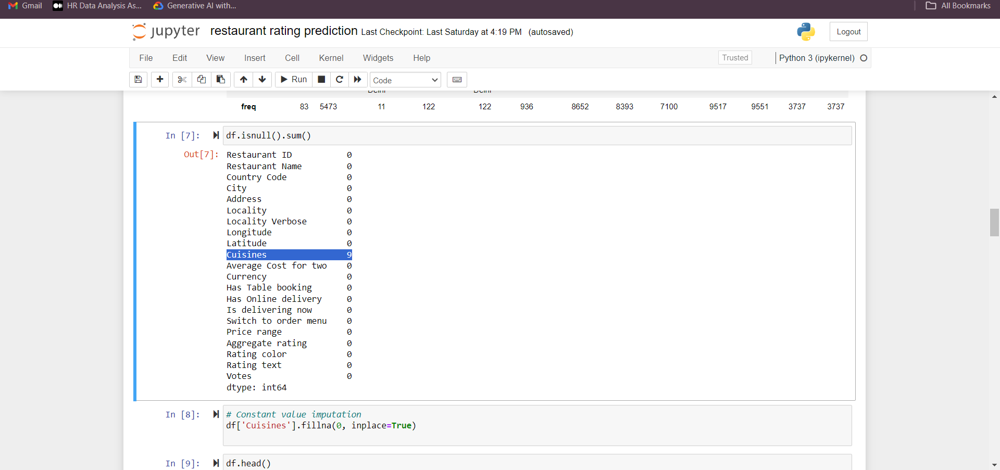 Gmail HR Data Analysis As... Generative AI with... All Bookmarks
jupyter restaurant rating prediction Last Checkpoint: Last Saturday at 4:19 PM (autosaved) Logout
File Edit View Insert Cell Kernel Widgets Help Trusted Python 3 (ipykernel)
Run Code
Delhi Delhi
freq 83 5473 11 122 122 936 8652 8393 7100 9517 9551 3737 3737
In [7]: df.isnull().sum()
Out[7]: Restaurant ID 0
Restaurant Name 0
Country Code 0
City 0
Address 0
Locality 0
Locality Verbose 0
Longitude 0
Latitude 0
Cuisines 9
Average Cost for two 0
Currency 0
Has Table booking 0
Has Online delivery 0
Is delivering now 0
Switch to order menu 0
Price range 0
Aggregate rating 0
Rating color 0
Rating text 0
Votes 0
dtype: int64
In [8]: # Constant value imputation
df['Cuisines'].fillna(0, inplace=True)
In [9]: df.head()